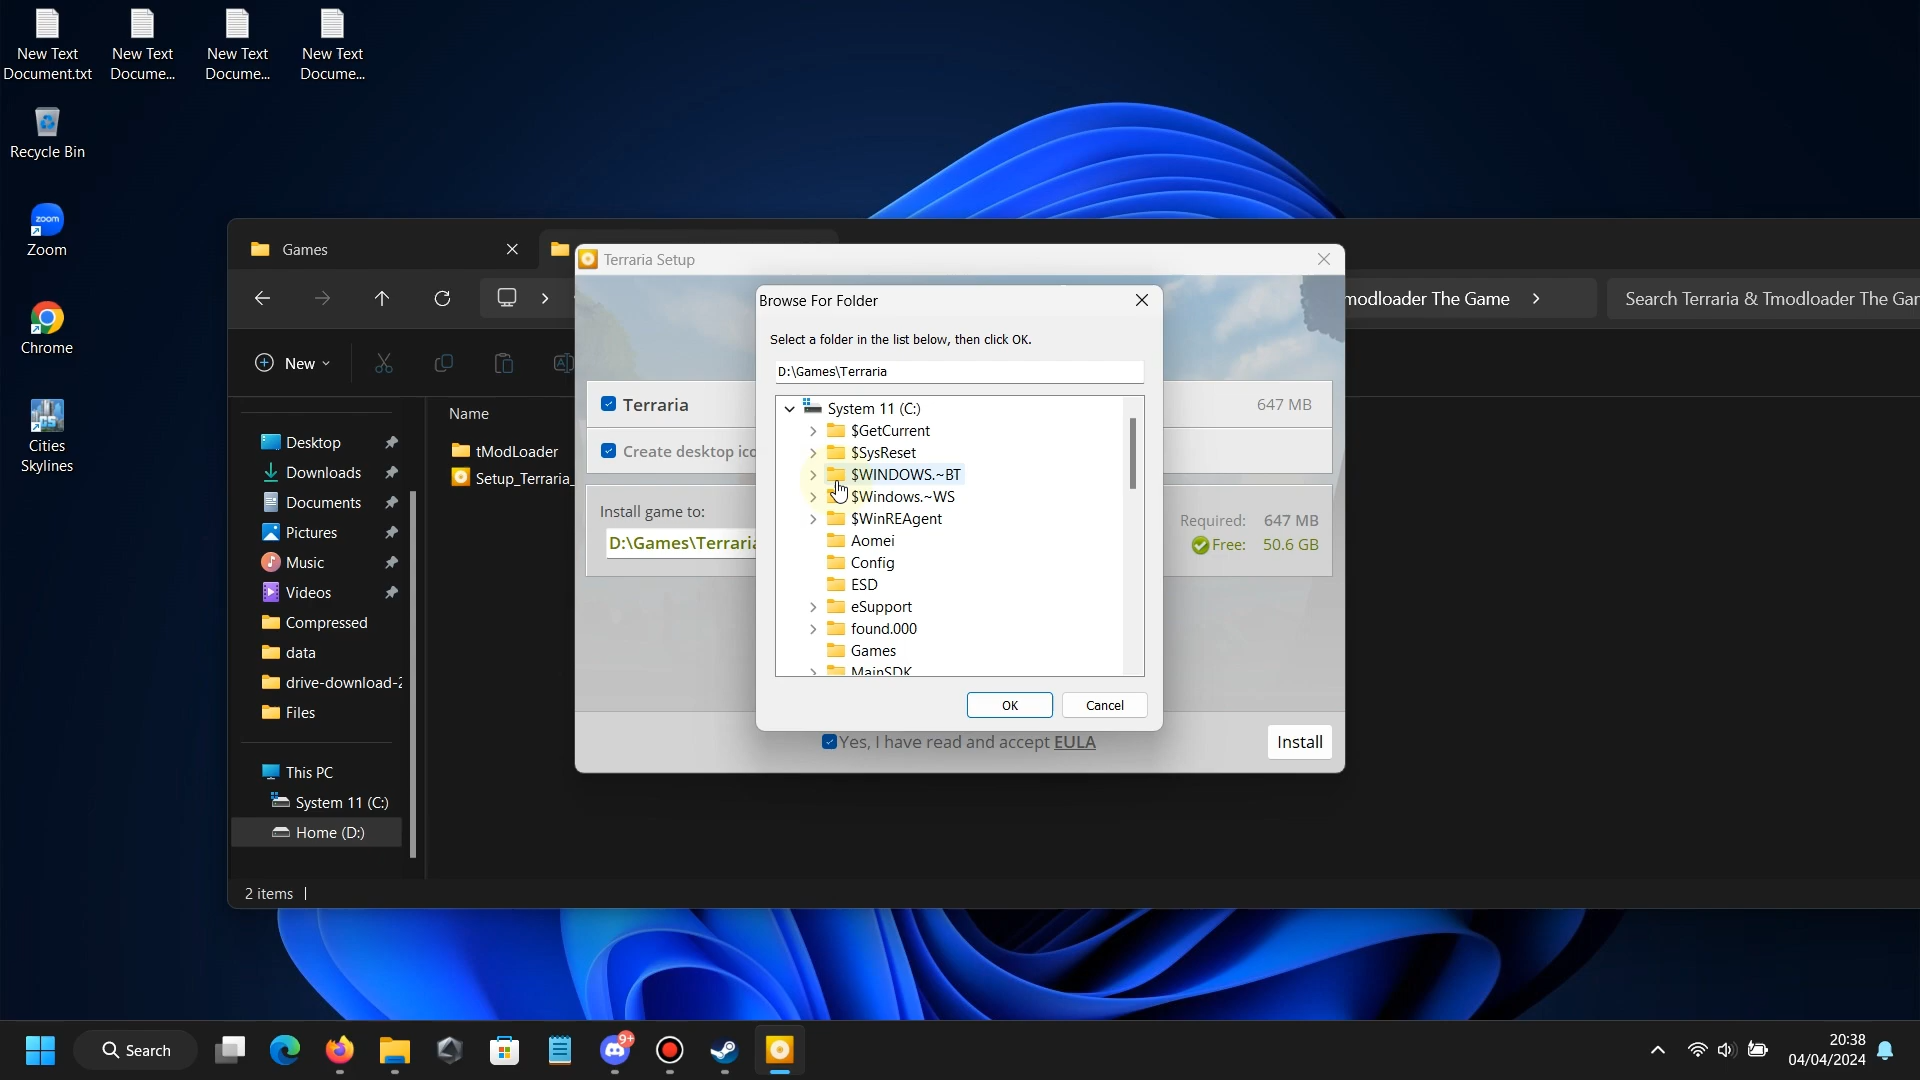 New Text
Document.txt
New Text
Docume...
New Text
Docume...
New Text
Docume...
Recycle Bin
Zoom
Chrome
Cities
Skylines
Games
New
Name
tModLoader
Setup_Terraria_
modloader The Game
Search Terraria & Tmodloader The Gar
Desktop
Downloads
Documents
Pictures
Music
Videos
Compressed
data
drive-download-2
Files
This PC
System 11 (C:)
Home (D:)
2 items
Terraria Setup
Terraria
647 MB
Create desktop ico
Install game to:
D:\Games\Terraria
Required: 647 MB
Free: 50.6 GB
Yes, I have read and accept EULA
Install
Browse For Folder
Select a folder in the list below, then click OK.
D:\Games\Terraria
System 11 (C:)
$GetCurrent
$SysReset
$WINDOWS.~BT
$Windows.~WS
$WinREAgent
Aomei
Config
ESD
eSupport
found.000
Games
MainSDK
OK
Cancel
Search
9+
20:38
04/04/2024